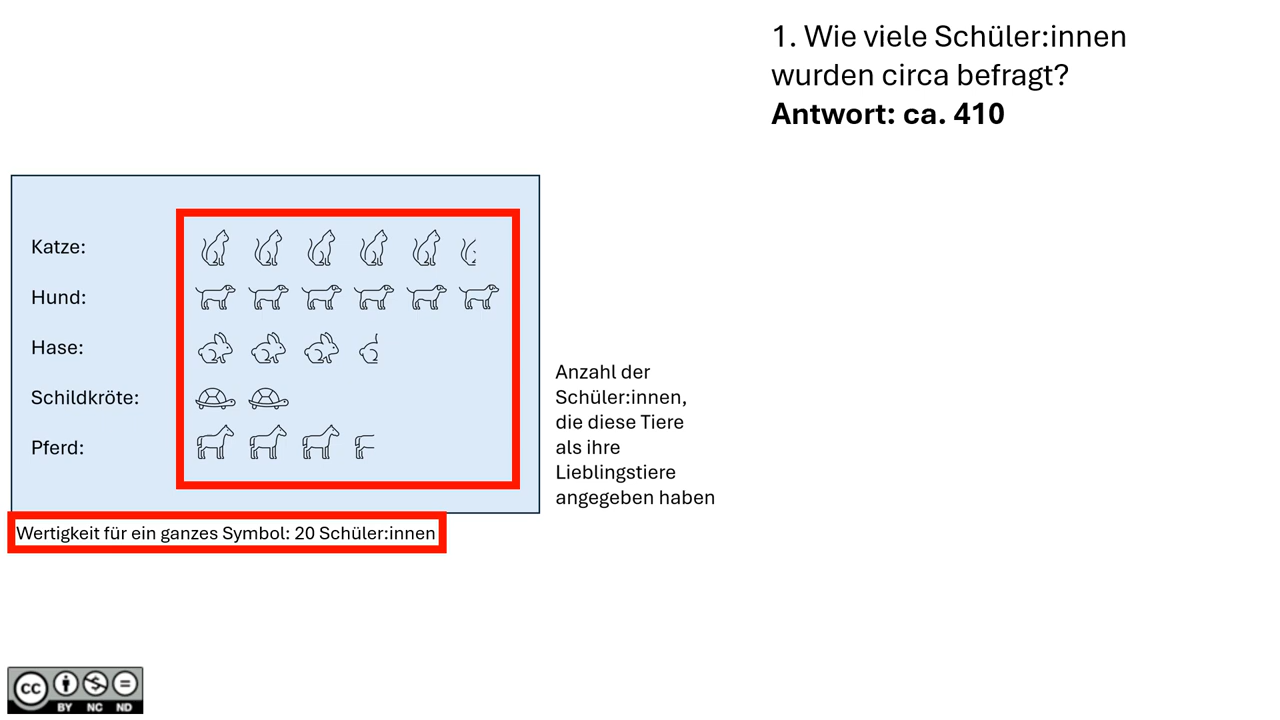 1. Wie viele Schüler:innen
wurden circa befragt?
Antwort: ca. 410
Katze:
Hund:
Hase:
Schildkröte:
Pferd:
Anzahl der
Schüler:innen,
die diese Tiere
als ihre
Lieblingstiere
angegeben haben
Wertigkeit für ein ganzes Symbol: 20 Schüler:innen
cc
BY NC ND